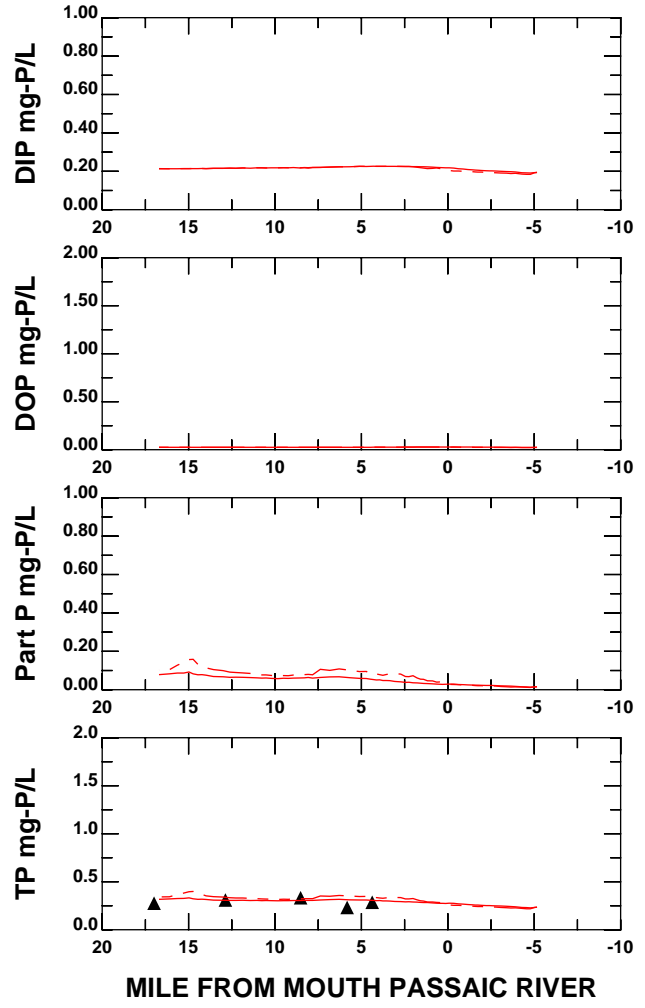 DIP mg-P/L
1.00
0.80
0.60
0.40
0.20
0.00
20 15 10 5 0 -5 -10
DOP mg-P/L
2.00
1.50
1.00
0.50
0.00
20 15 10 5 0 -5 -10
Part P mg-P/L
1.00
0.80
0.60
0.40
0.20
0.00
20 15 10 5 0 -5 -10
TP mg-P/L
2.0
1.5
1.0
0.5
0.0
20 15 10 5 0 -5 -10
MILE FROM MOUTH PASSAIC RIVER